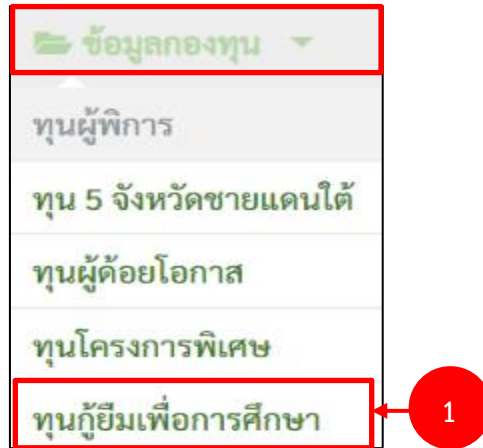 ข้อมูลกองทุน
ทุนผู้พิการ
ทุน 5 จังหวัดชายแดนใต้
ทุนผู้ด้อยโอกาส
ทุนโครงการพิเศษ
ทุนกู้ยืมเพื่อการศึกษา 1